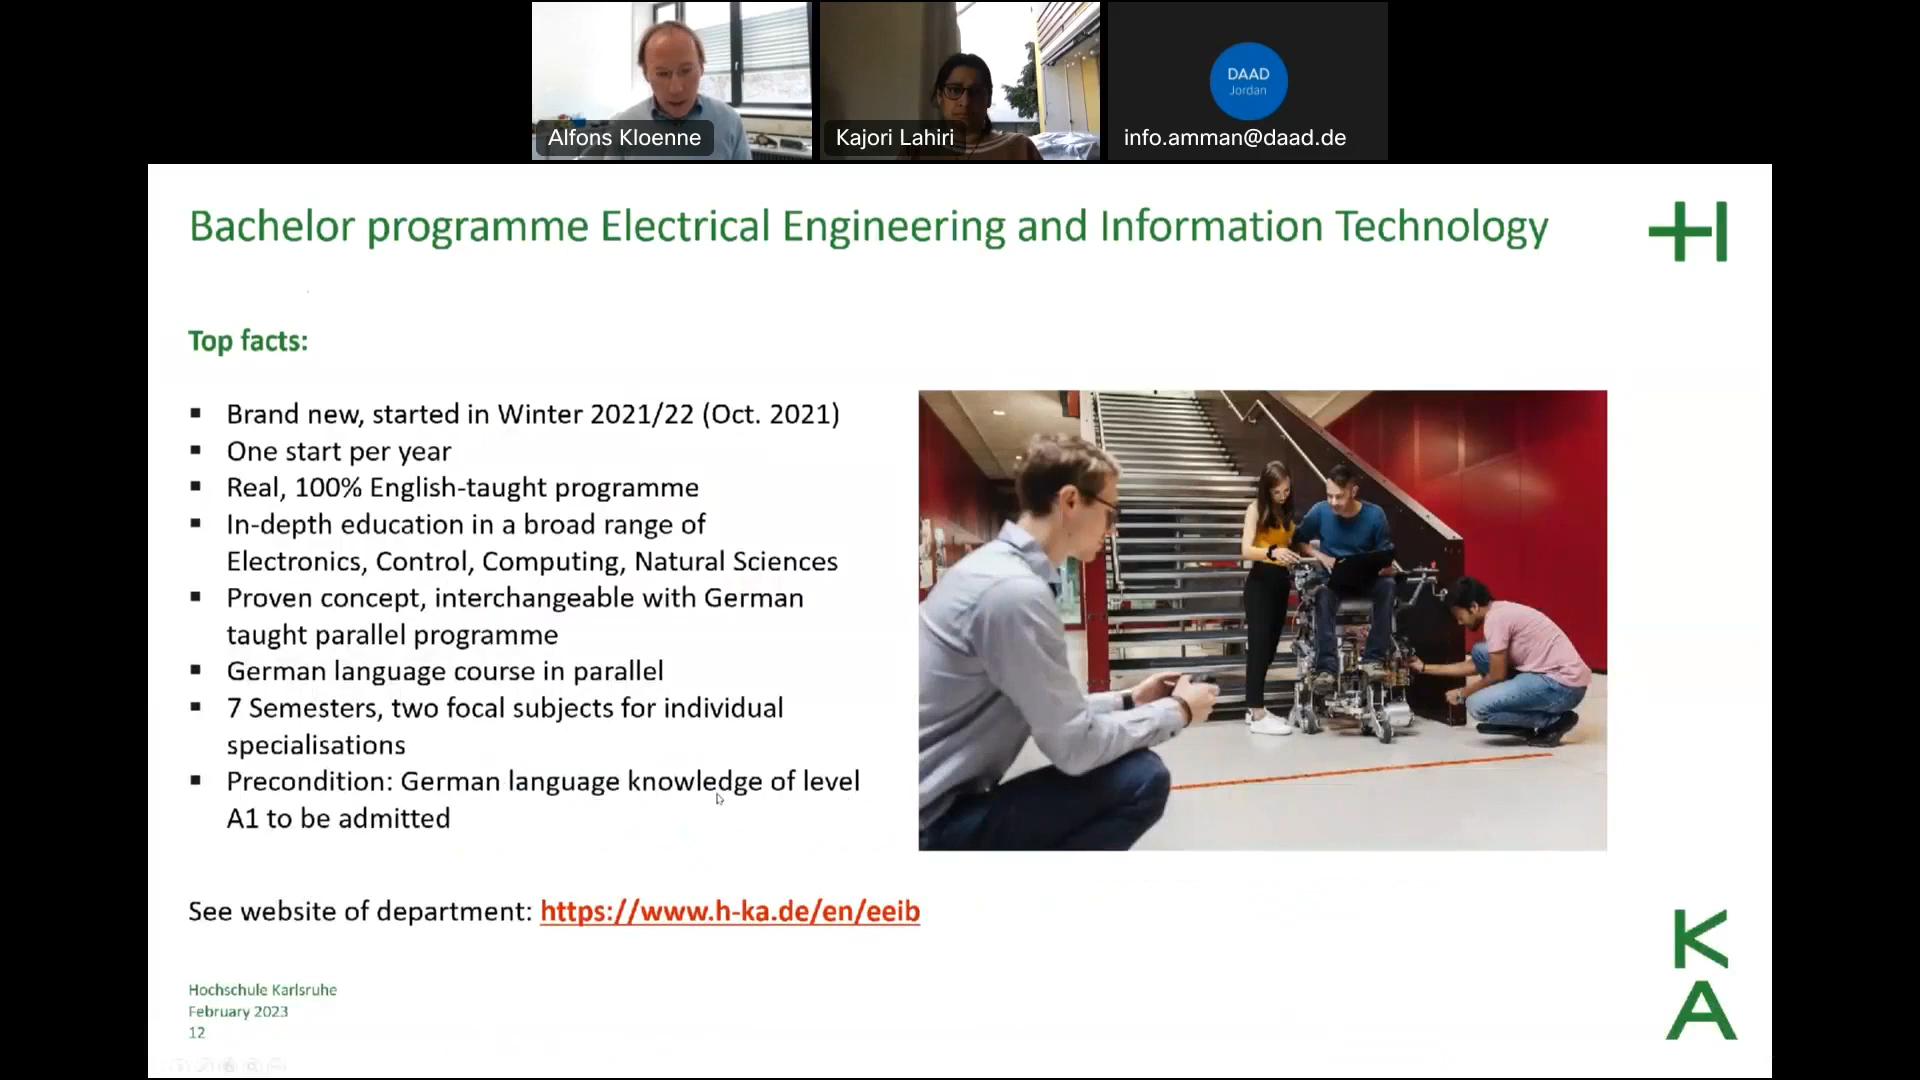 Alfons Kloenne
Kajori Lahiri
DAAD
Jordan
info.amman@daad.de
Bachelor programme Electrical Engineering and Information Technology
H
Top facts:
▪ Brand new, started in Winter 2021/22 (Oct. 2021)
▪ One start per year
▪ Real, 100% English-taught programme
▪ In-depth education in a broad range of
Electronics, Control, Computing, Natural Sciences
▪ Proven concept, interchangeable with German
taught parallel programme
▪ German language course in parallel
▪ 7 Semesters, two focal subjects for individual
specialisations
▪ Precondition: German language knowledge of level
A1 to be admitted
See website of department: https://www.h-ka.de/en/eeib
K
A
Hochschule Karlsruhe
February 2023
12